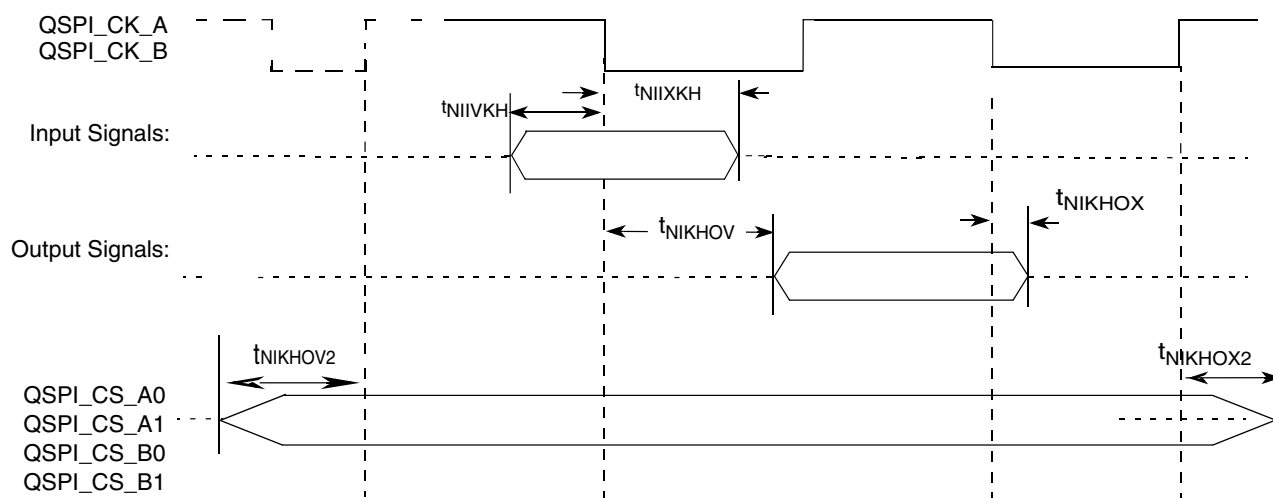 QSPI_CK_A
QSPI_CK_B
tNIIVKH
tNIIXKH
Input Signals:
tNIKHOX
tNIKHOV
Output Signals:
tNIKHOV2
tNIKHOX2
QSPI_CS_A0
QSPI_CS_A1
QSPI_CS_B0
QSPI_CS_B1